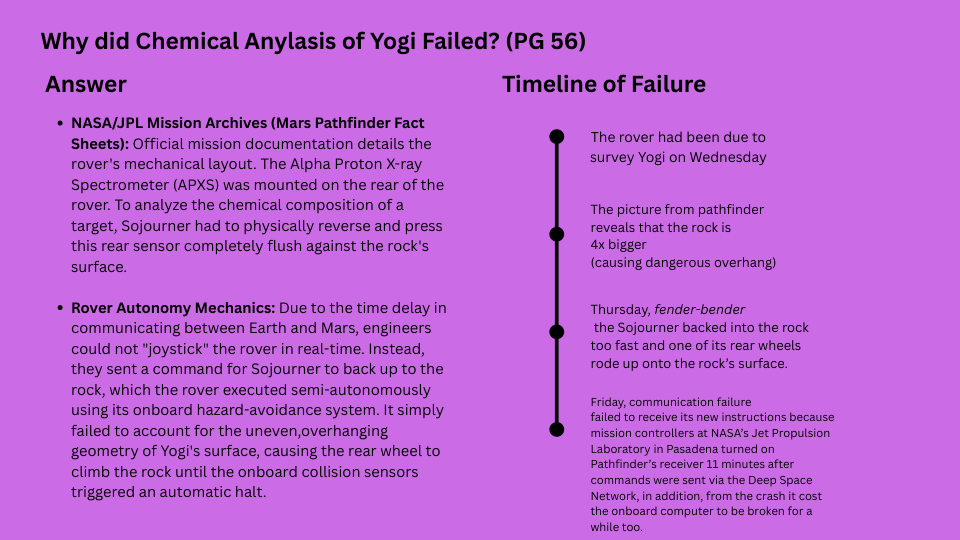 Why did Chemical Anylasis of Yogi Failed? (PG 56)
Answer
NASA/JPL Mission Archives (Mars Pathfinder Fact
Sheets): Official mission documentation details the
rover's mechanical layout. The Alpha Proton X-ray
Spectrometer (APXS) was mounted on the rear of the
rover. To analyze the chemical composition of a
target, Sojourner had to physically reverse and press
this rear sensor completely flush against the rock's
surface.
Rover Autonomy Mechanics: Due to the time delay in
communicating between Earth and Mars, engineers
could not "joystick" the rover in real-time. Instead,
they sent a command for Sojourner to back up to the
rock, which the rover executed semi-autonomously
using its onboard hazard-avoidance system. It simply
failed to account for the uneven,overhanging
geometry of Yogi's surface, causing the rear wheel to
climb the rock until the onboard collision sensors
triggered an automatic halt.
Timeline of Failure
The rover had been due to
survey Yogi on Wednesday
The picture from pathfinder
reveals that the rock is
4x bigger
(causing dangerous overhang)
Thursday, fender-bender
the Sojourner backed into the rock
too fast and one of its rear wheels
rode up onto the rock’s surface.
Friday, communication failure
failed to receive its new instructions because
mission controllers at NASA’s Jet Propulsion
Laboratory in Pasadena turned on
Pathfinder’s receiver 11 minutes after
commands were sent via the Deep Space
Network, in addition, from the crash it cost
the onboard computer to be broken for a
while too.